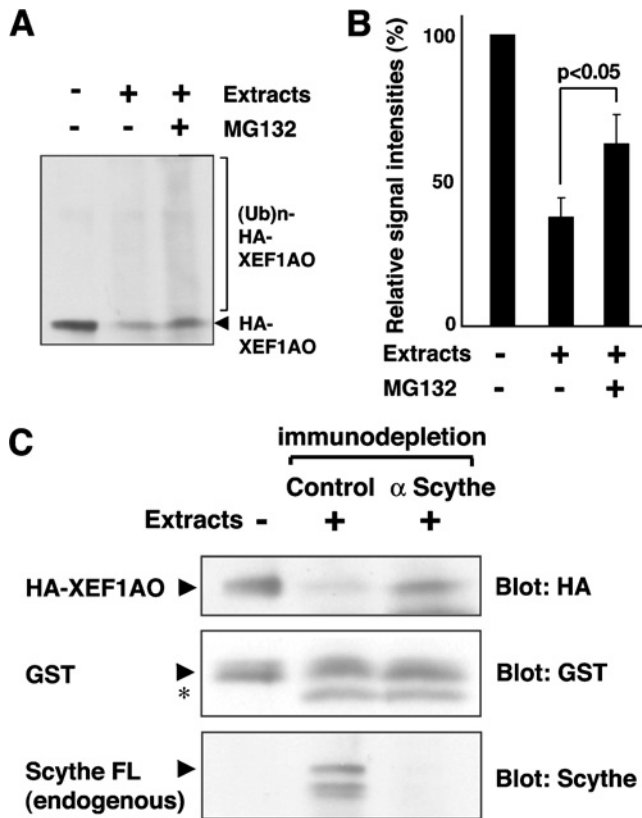 A
- + + Extracts
- - + MG132
(Ub)n-
HA-
XEF1AO
HA-
XEF1AO
B
Relative signal intensities (%)
100
50
0
p<0.05
Extracts - + +
MG132 - - +
C
immunodepletion
Control α Scythe
Extracts - + +
HA-XEF1AO Blot: HA
GST Blot: GST
*
Scythe FL Blot: Scythe
(endogenous)